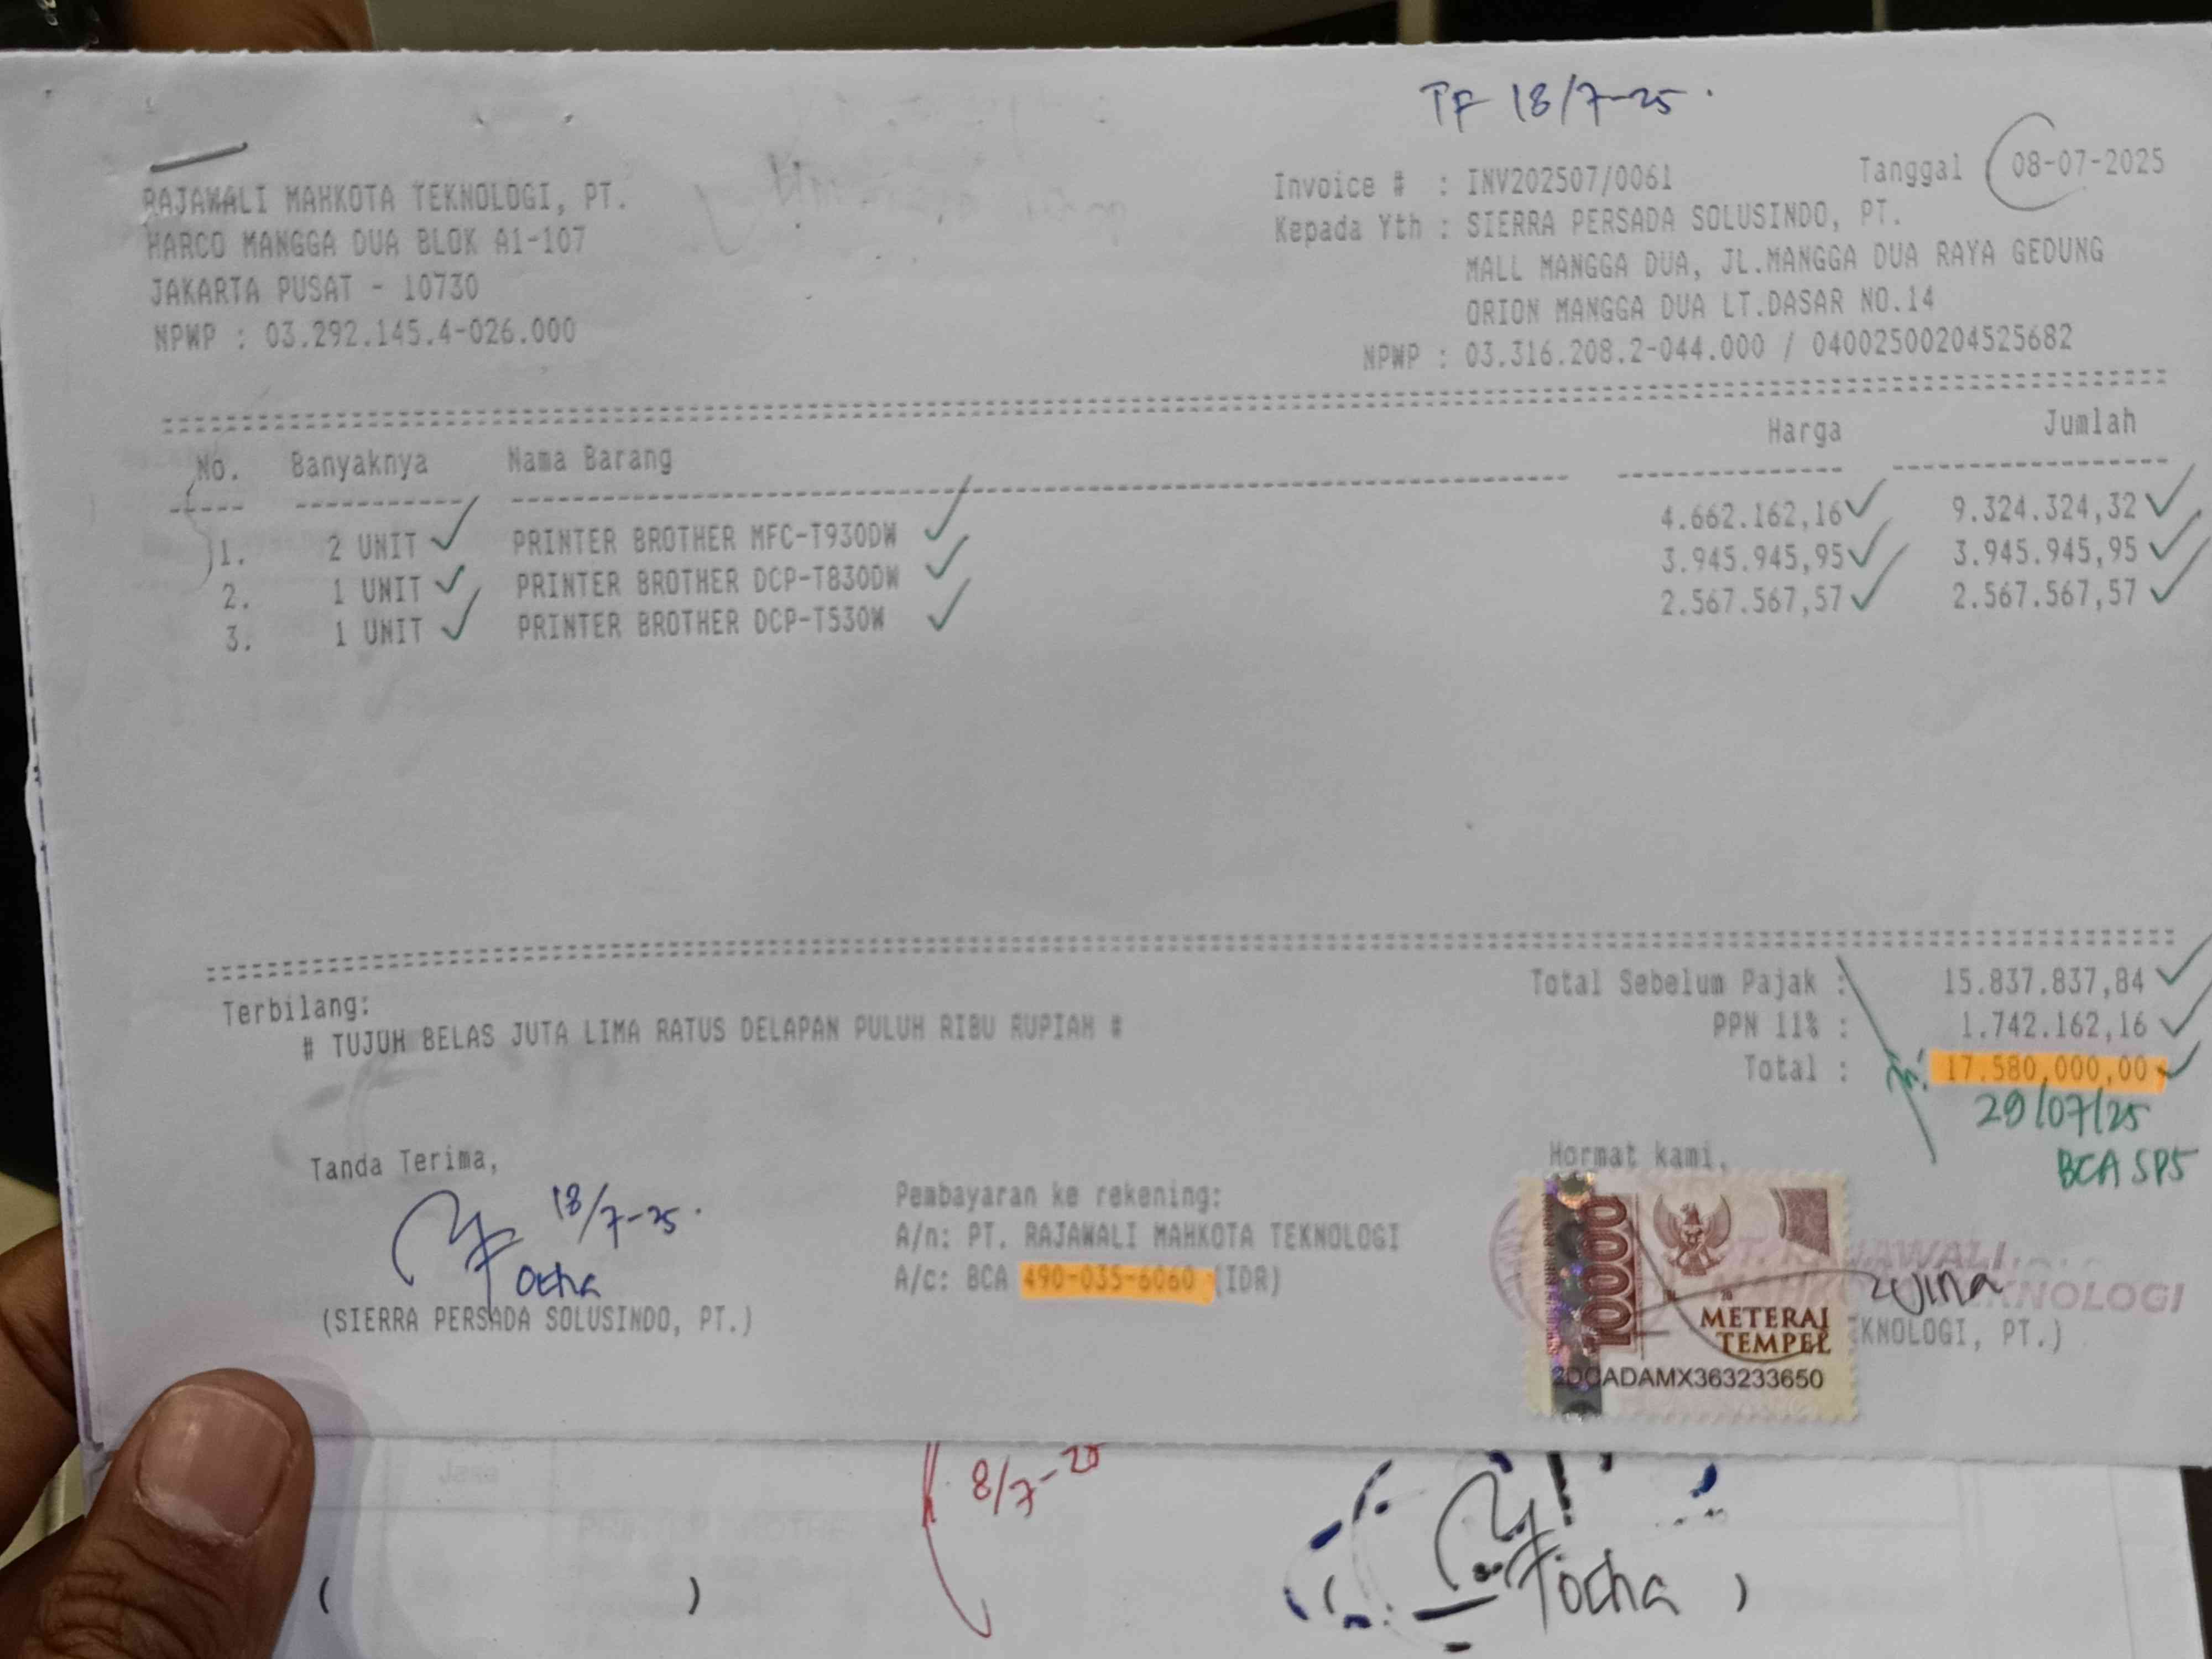 TF 18/7-25.
RAJAWALI MAHKOTA TEKNOLOGI, PT.
HARCO MANGGA DUA BLOK A1-107
JAKARTA PUSAT - 10730
NPWP : 03.292.145.4-026.000
Invoice # : INV202507/0061 Tanggal : 08-07-2025
Kepada Yth : SIERRA PERSADA SOLUSINDO, PT.
MALL MANGGA DUA, JL.MANGGA DUA RAYA GEDUNG
ORION MANGGA DUA LT.DASAR NO.14
NPWP : 03.316.208.2-044.000 / 04002500204525682
No. Banyaknya Nama Barang Harga Jumlah
1. 2 UNIT PRINTER BROTHER MFC-T930DW 4.662.162,16 9.324.324,32
2. 1 UNIT PRINTER BROTHER DCP-T830DW 3.945.945,95 3.945.945,95
3. 1 UNIT PRINTER BROTHER DCP-T530W 2.567.567,57 2.567.567,57
Terbilang:
# TUJUH BELAS JUTA LIMA RATUS DELAPAN PULUH RIBU RUPIAH #
Total Sebelum Pajak : 15.837.837,84
PPN 11% : 1.742.162,16
Total : 17.580.000,00
29/07/25
BCA SPS
Tanda Terima,
18/7-25.
Ocha
(SIERRA PERSADA SOLUSINDO, PT.)
Pembayaran ke rekening:
A/n: PT. RAJAWALI MAHKOTA TEKNOLOGI
A/c: BCA 490-035-6060 (IDR)
Hormat kami,
10000
METERAI
TEMPEL
ADAMX363233650
TEKNOLOGI
KNOLOGI, PT.)
8/7-25
( )
( Ocha )